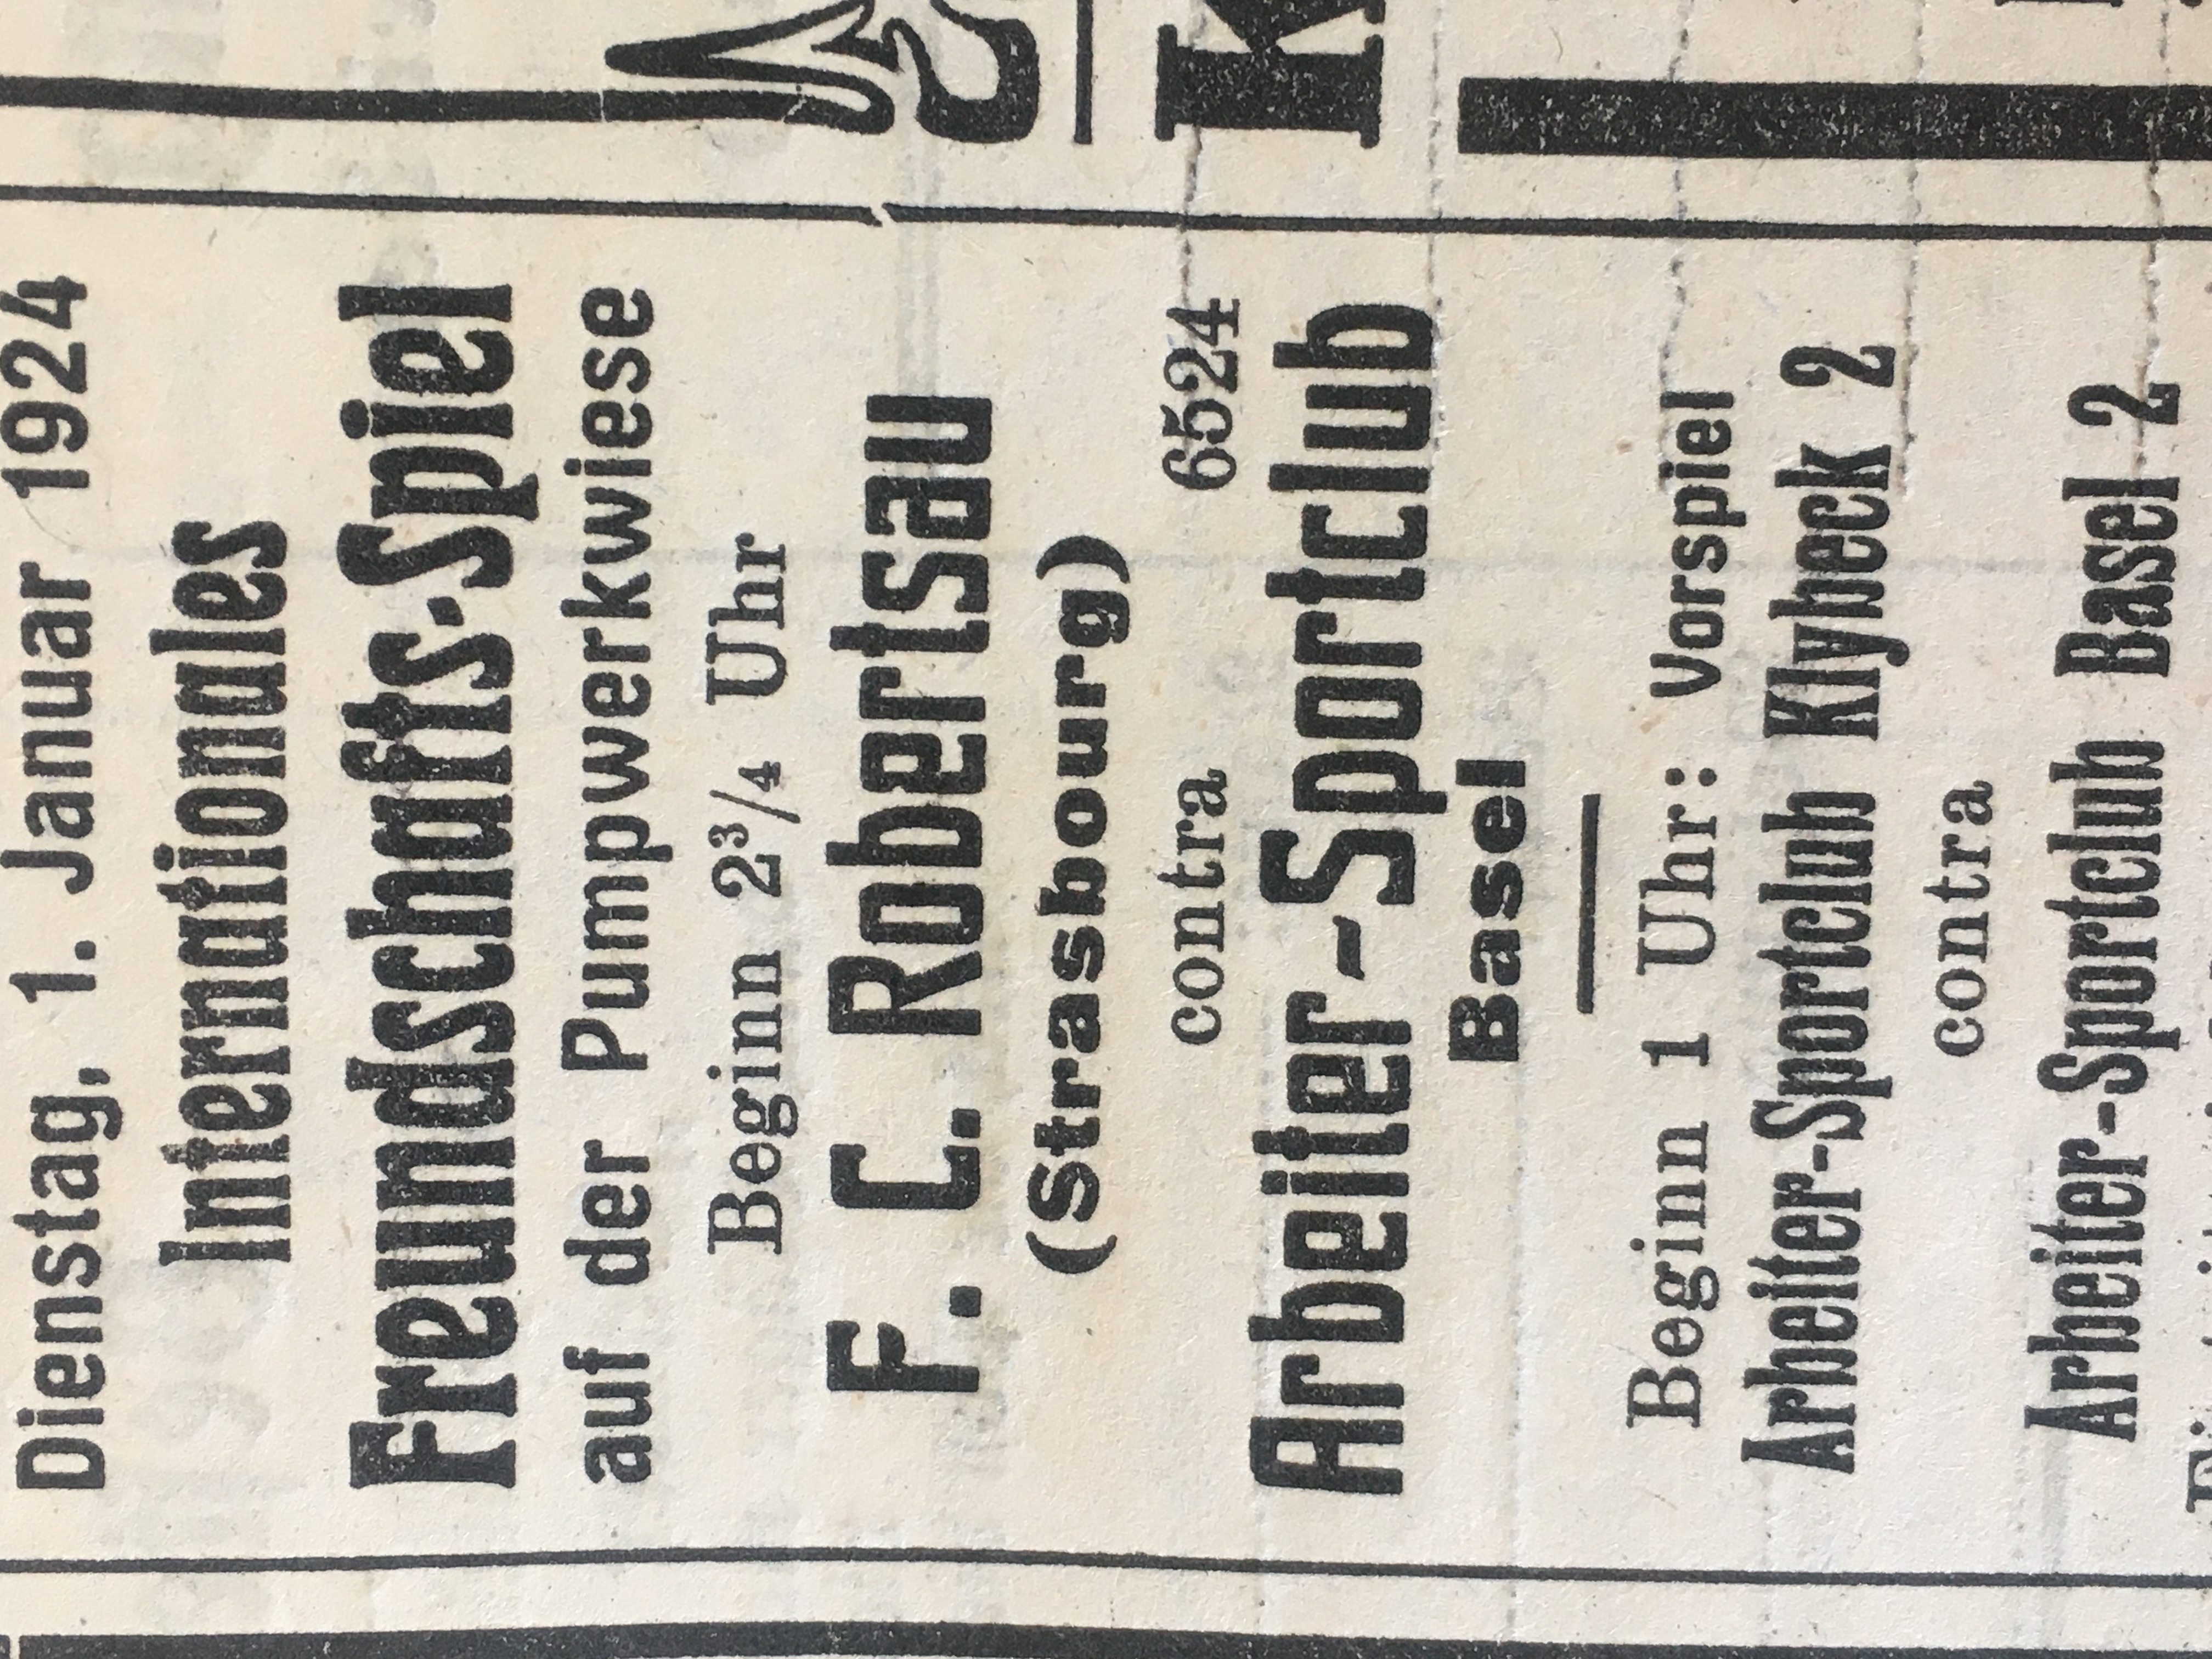 Dienstag, 1. Januar 1924
Internationales
Freundschafts-Spiel
auf der Pumpwerkwiese
Beginn 2¾ Uhr
F. C. Robertsau
(Strasbourg)
contra 6524
Arbeiter-Sportclub
Basel
Beginn 1 Uhr: Vorspiel
Arbeiter-Sportclub Klybeck 2
contra
Arbeiter-Sportclub Basel 2